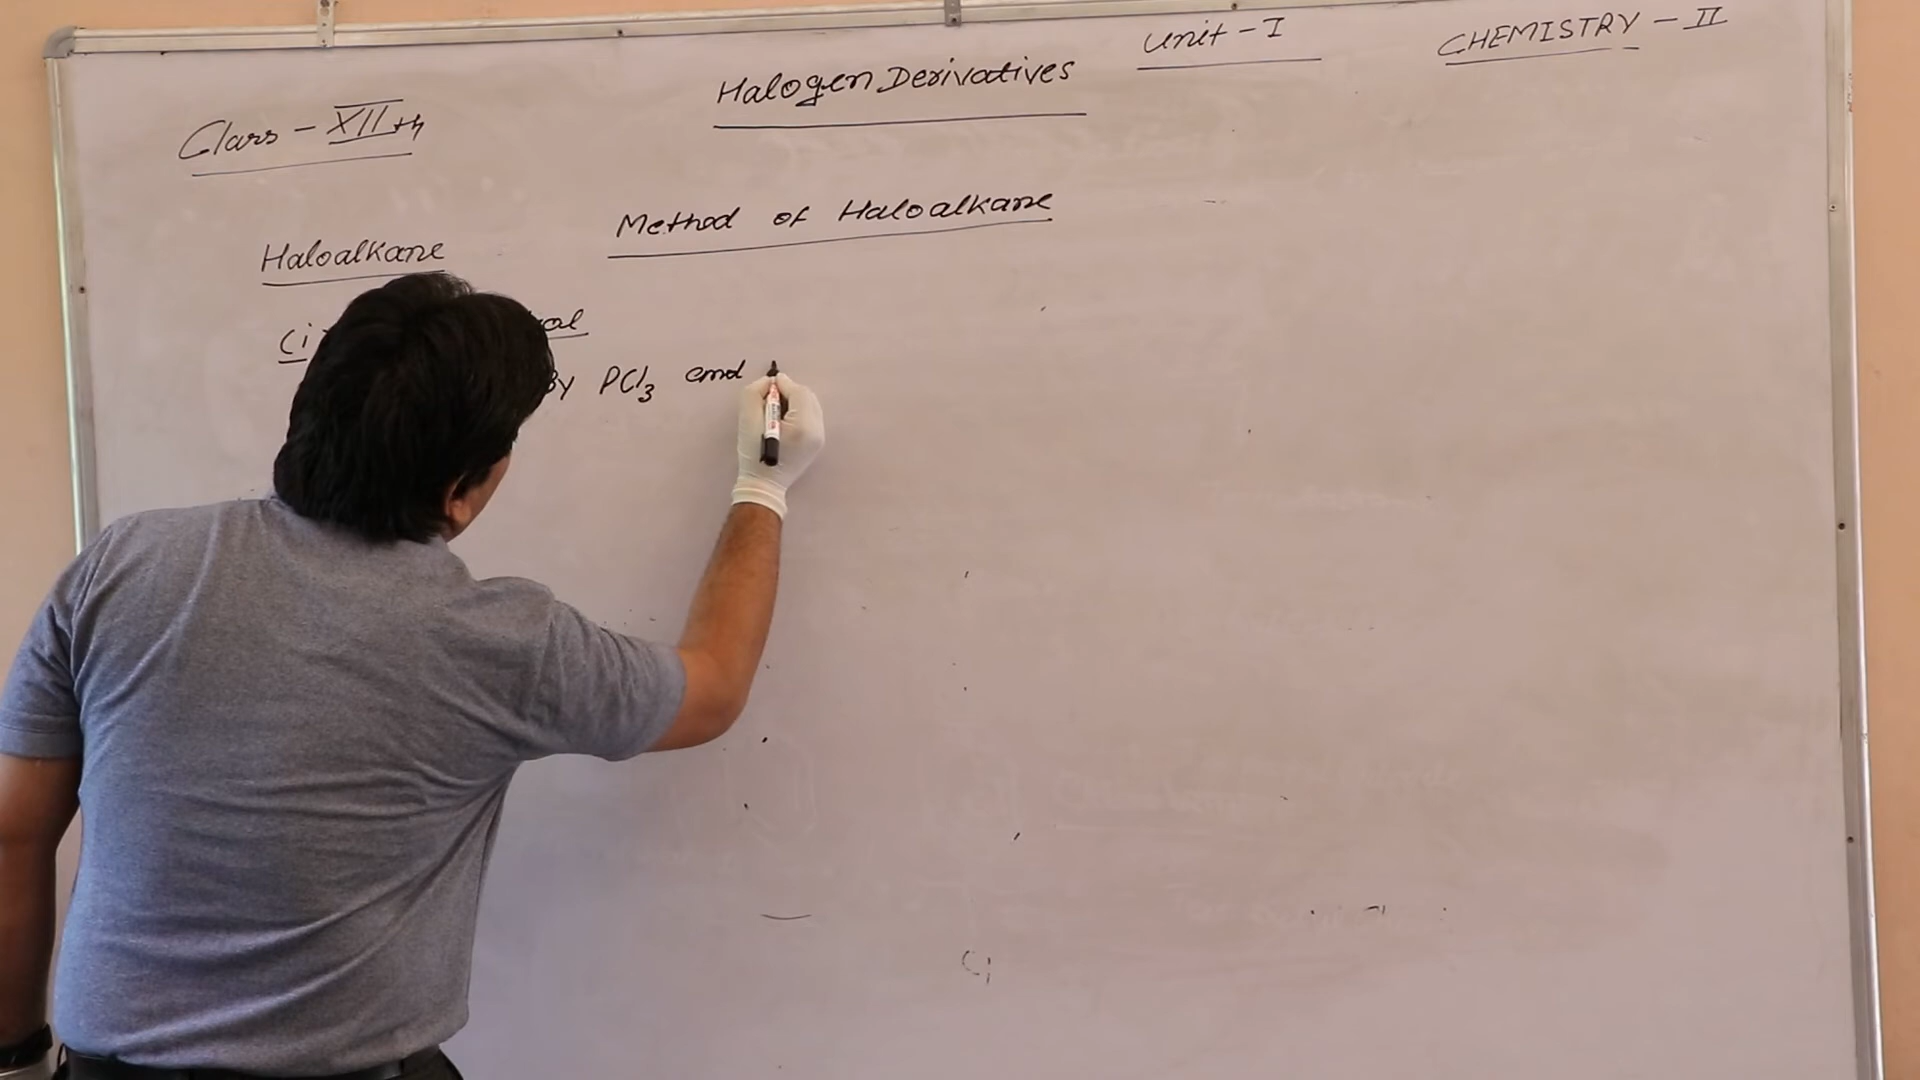 Unit - I
CHEMISTRY - II
Halogen Derivatives
Class - XIIth
Method of Haloalkane
Haloalkane
(i
By PCl3 and